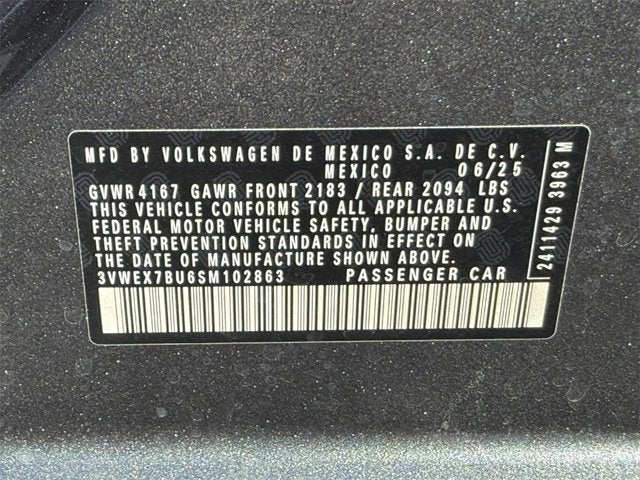 MFD BY VOLKSWAGEN DE MEXICO S.A. DE C.V.
MEXICO 06/25
GVWR 4167 GAWR FRONT 2183 / REAR 2094 LBS
THIS VEHICLE CONFORMS TO ALL APPLICABLE U.S.
FEDERAL MOTOR VEHICLE SAFETY, BUMPER AND
THEFT PREVENTION STANDARDS IN EFFECT ON
THE DATE OF MANUFACTURE SHOWN ABOVE.
3VWEX7BU6SM102863 PASSENGER CAR
2411429 3963 M